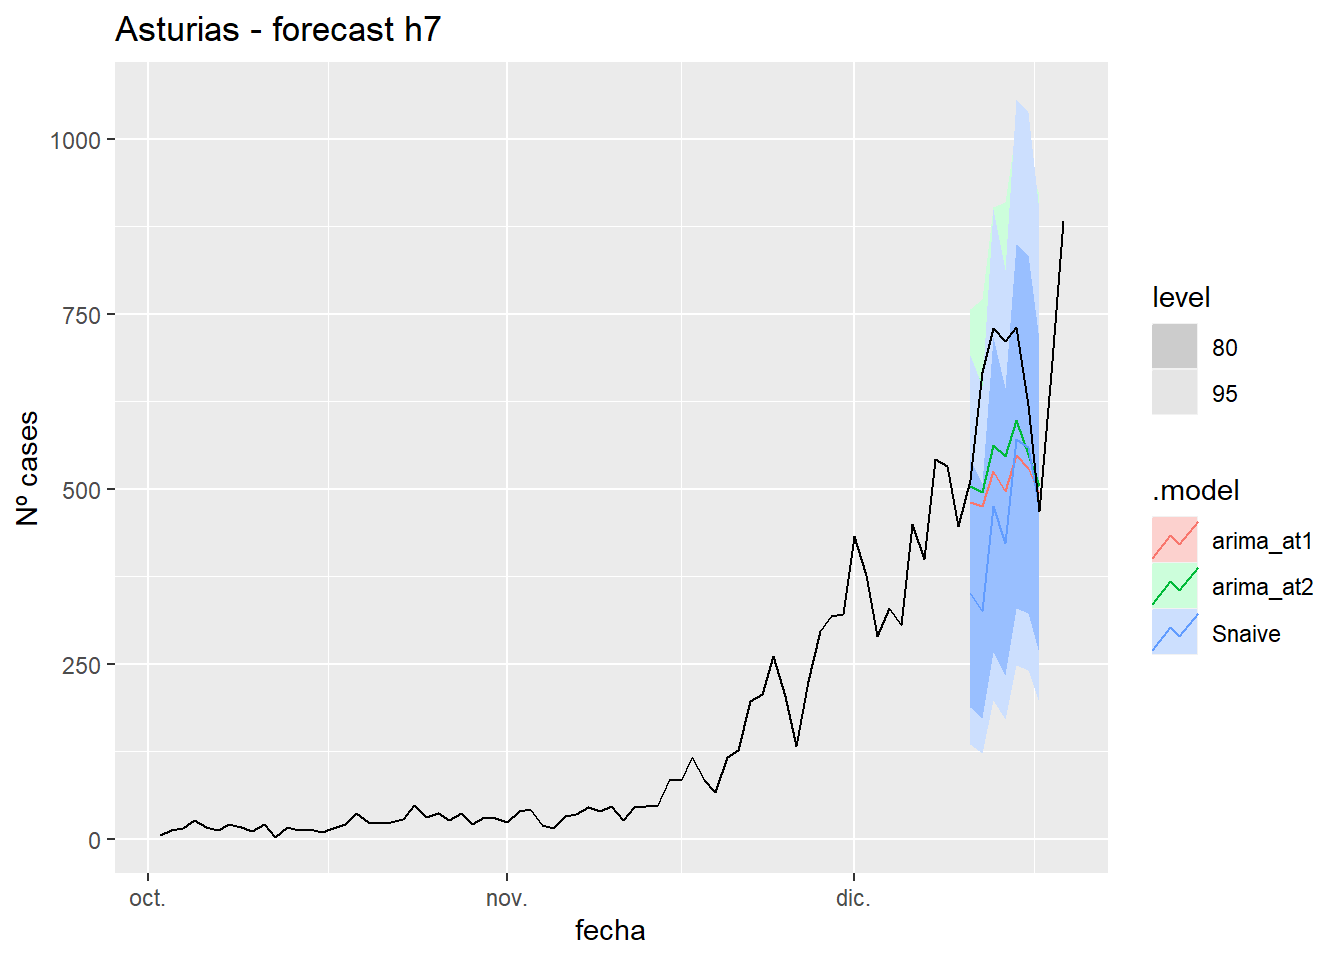 Asturias - forecast h7
1000
750
500
250
0
Nº cases
oct.
nov.
dic.
fecha
level
80
95
.model
arima_at1
arima_at2
Snaive